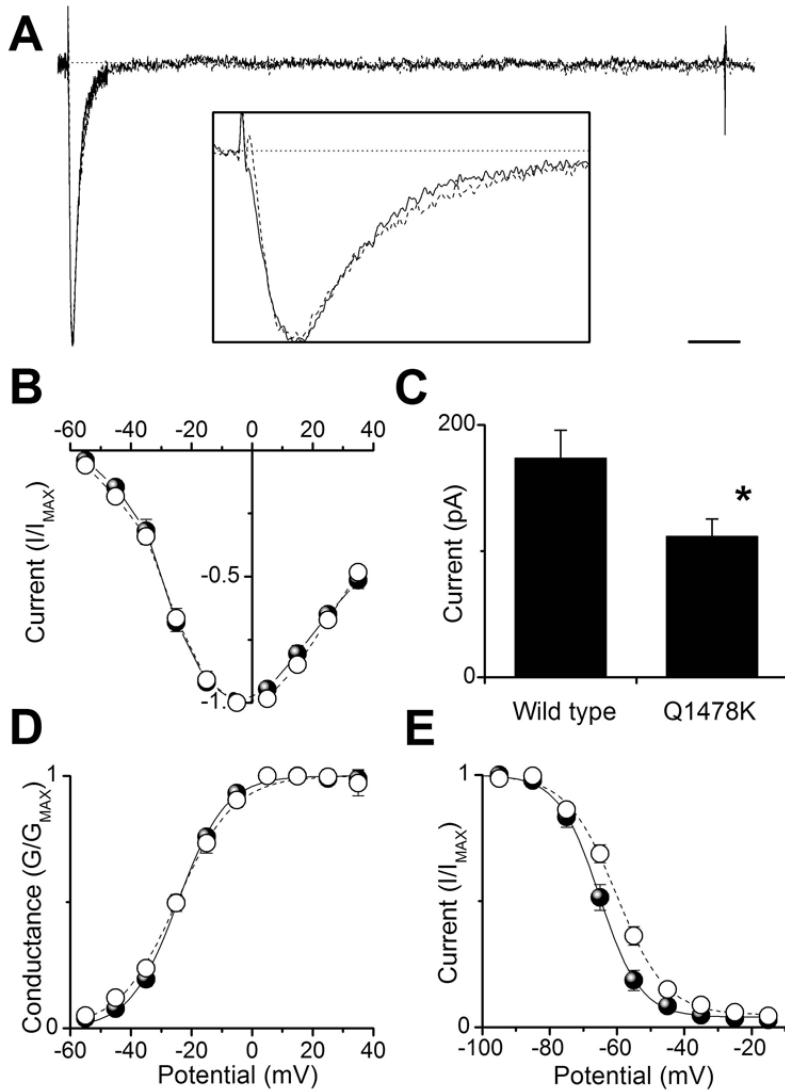 A
B
-60 -40 -20 0 20 40
Current (I/I_MAX)
-0.5
-1.0
C
200
Current (pA)
0
*
Wild type
Q1478K
D
1
Conductance (G/G_MAX)
0
-60 -40 -20 0 20 40
Potential (mV)
E
1
Current (I/I_MAX)
0
-100 -80 -60 -40 -20
Potential (mV)